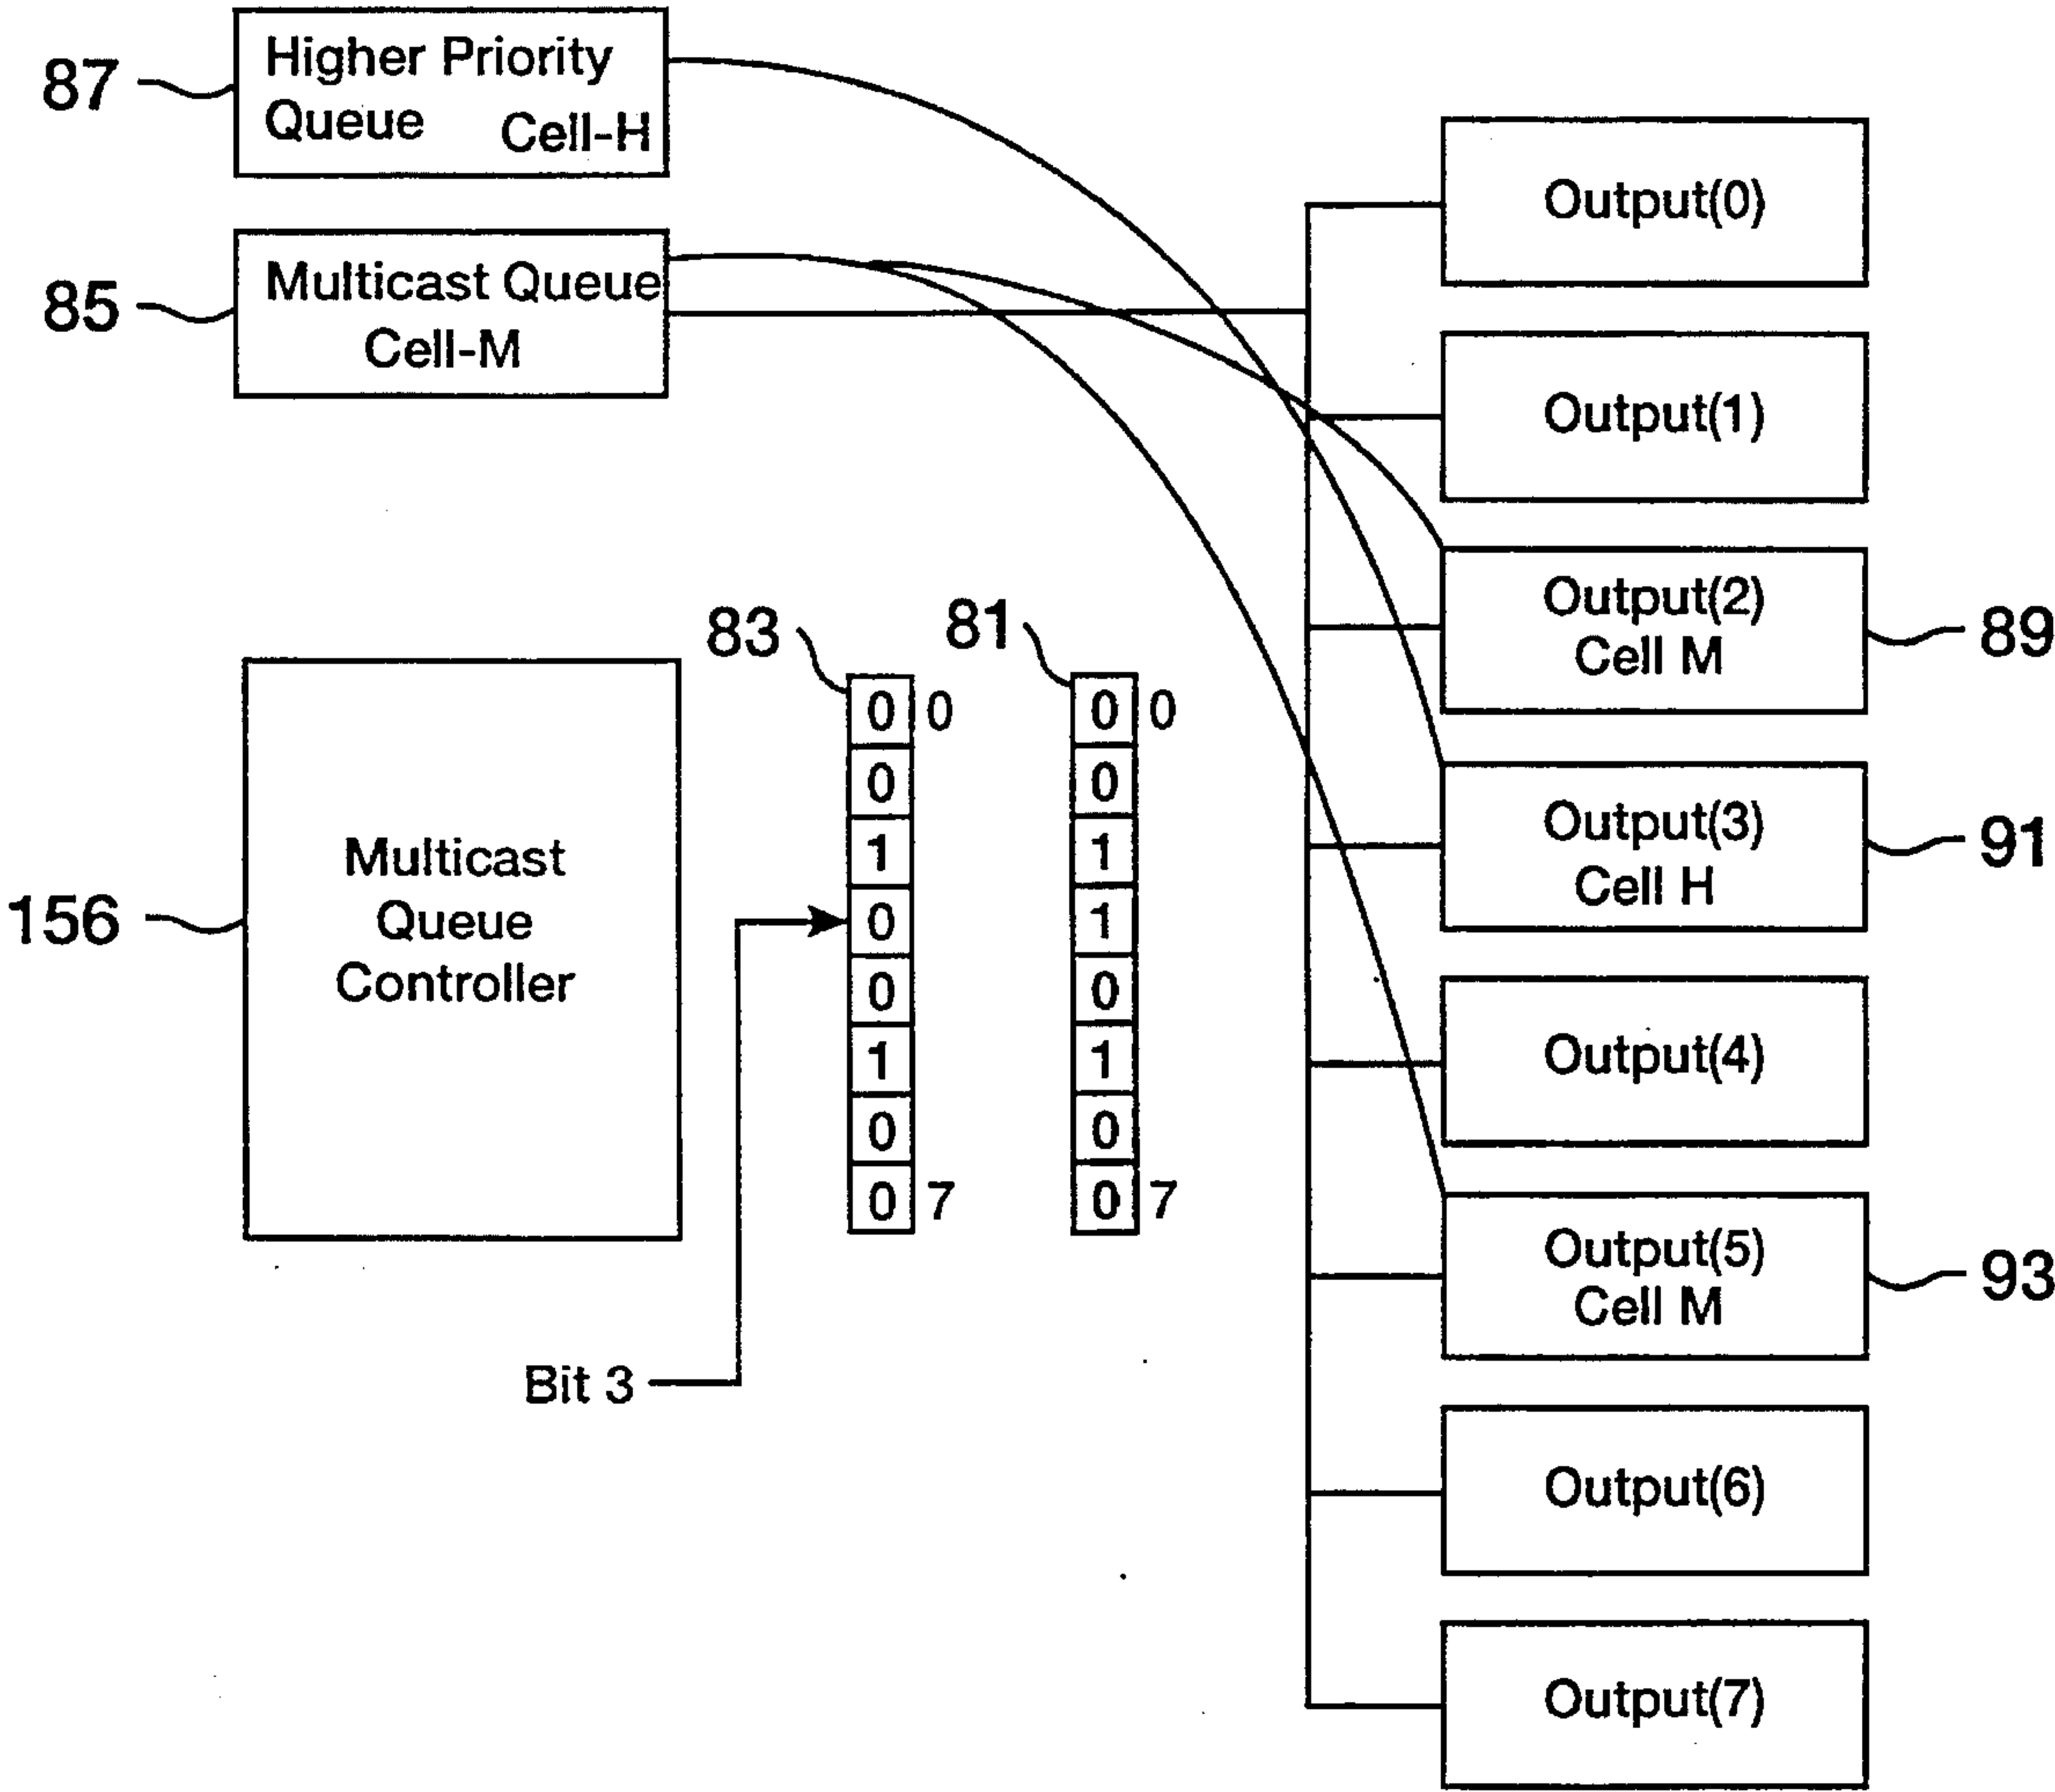 87
Higher Priority
Queue Cell-H
85
Multicast Queue
Cell-M
Output(0)
Output(1)
Output(2)
Cell M
89
Output(3)
Cell H
91
Output(4)
Output(5)
Cell M
93
Output(6)
Output(7)
156
Multicast
Queue
Controller
83
0 0
0
1
0
0
1
0
0 7
81
0 0
0
1
1
0
1
0
0 7
Bit 3